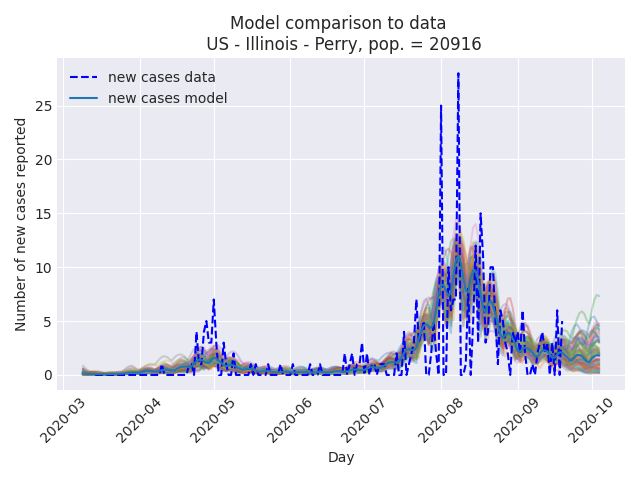 Model comparison to data
US - Illinois - Perry, pop. = 20916
new cases data
new cases model
Number of new cases reported
25
20
15
10
5
0
2020-03
2020-04
2020-05
2020-06
2020-07
2020-08
2020-09
2020-10
Day